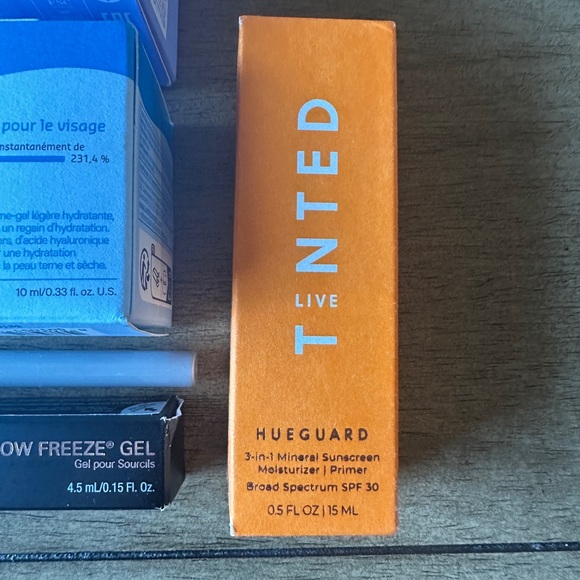 pour le visage
nstantanément de
231,4 %
me-gel légère hydratante,
un regain d'hydratation.
ers, d'acide hyaluronique
r une hydratation
la peau terne et sèche.
10 ml/0.33 fl. oz. U.S.
OW FREEZE® GEL
Gel pour Sourcils
4.5 mL/0.15 Fl. Oz.
T LIVE NTED
HUEGUARD
3-in-1 Mineral Sunscreen
Moisturizer | Primer
Broad Spectrum SPF 30
0.5 FL OZ | 15 ML